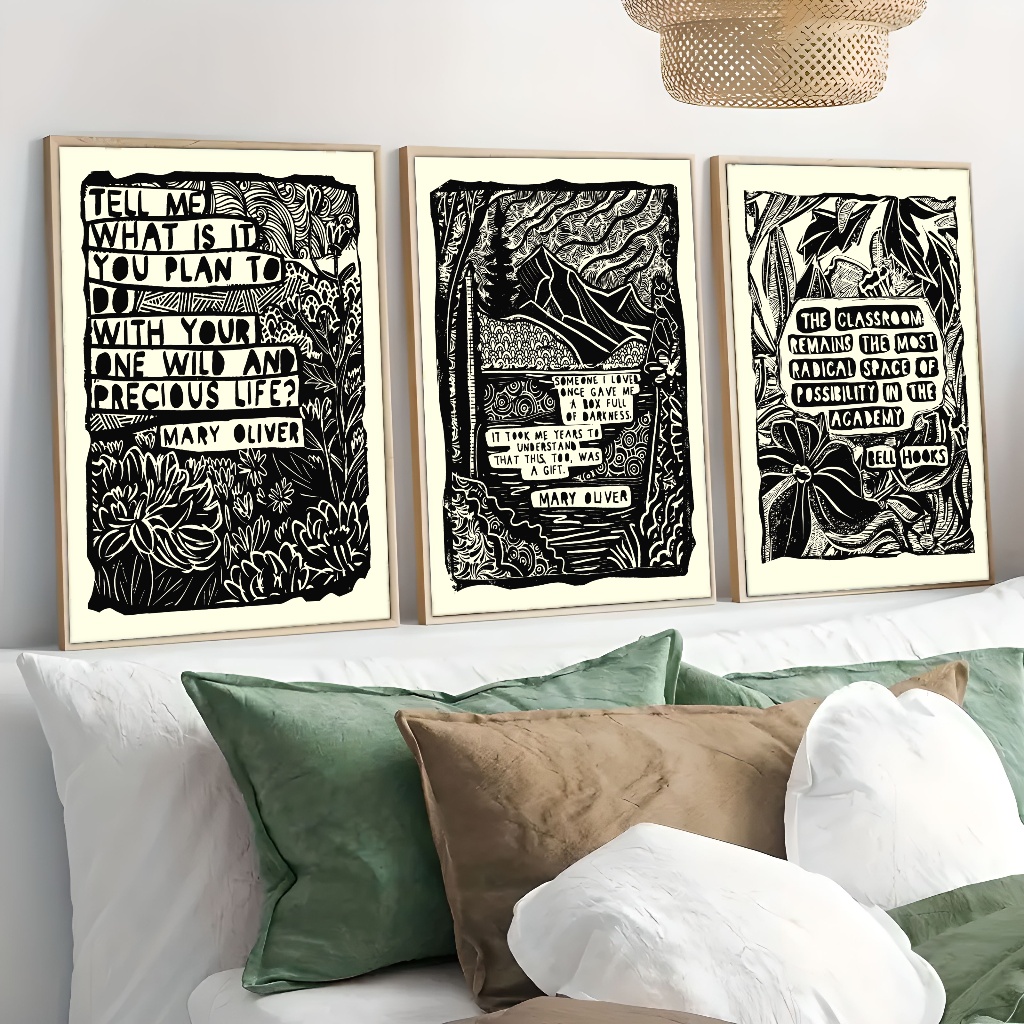 TELL ME
WHAT IS IT
YOU PLAN TO
DO
WITH YOUR
ONE WILD AND
PRECIOUS LIFE?
MARY OLIVER
SOMEONE I LOVED
ONCE GAVE ME
A BOX FULL
OF DARKNESS.
IT TOOK ME YEARS TO
UNDERSTAND
THAT THIS, TOO, WAS
A GIFT.
MARY OLIVER
THE CLASSROOM
REMAINS THE MOST
RADICAL SPACE OF
POSSIBILITY IN THE
ACADEMY
BELL HOOKS